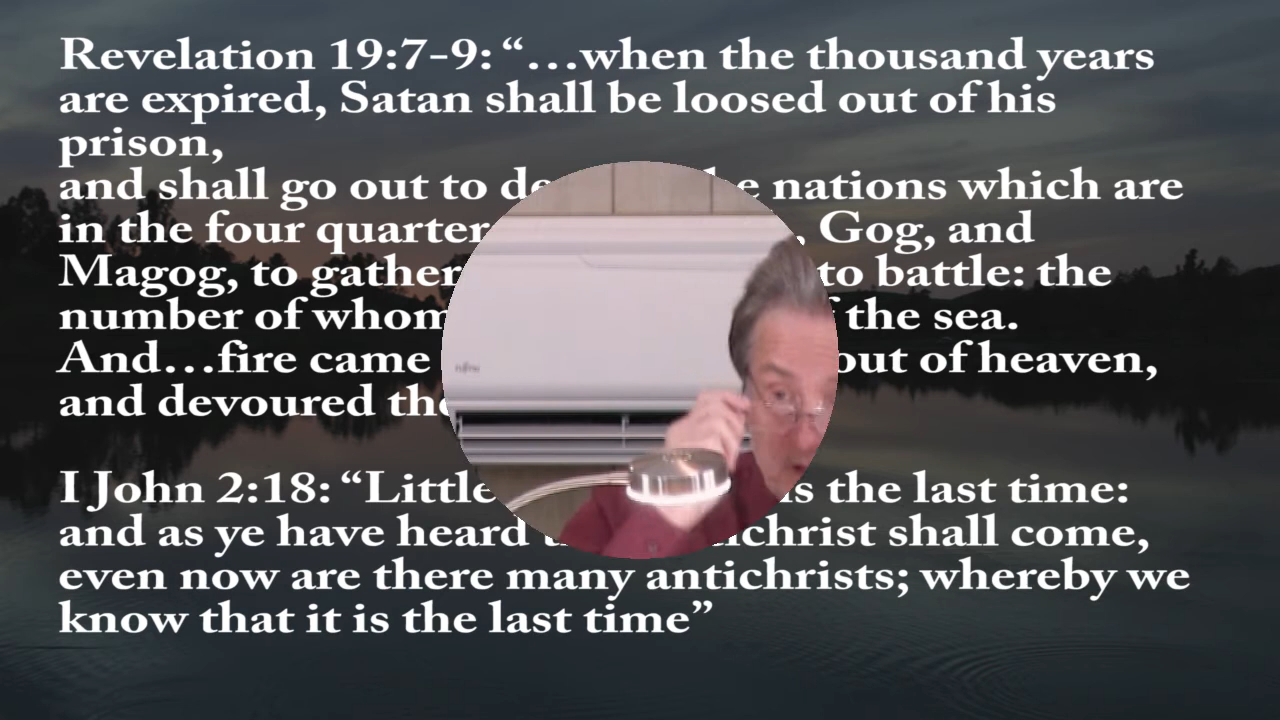 Revelation 19:7-9: “…when the thousand years
are expired, Satan shall be loosed out of his
prison,
and shall go out to nations which are
in the four , Gog, and
Magog, to gather to battle: the
number of whom the sea.
And…fire came out of heaven,
and devoured
I John 2:18: “Little the last time:
and as ye have heard shall come,
even now are there many antichrists; whereby we
know that it is the last time”